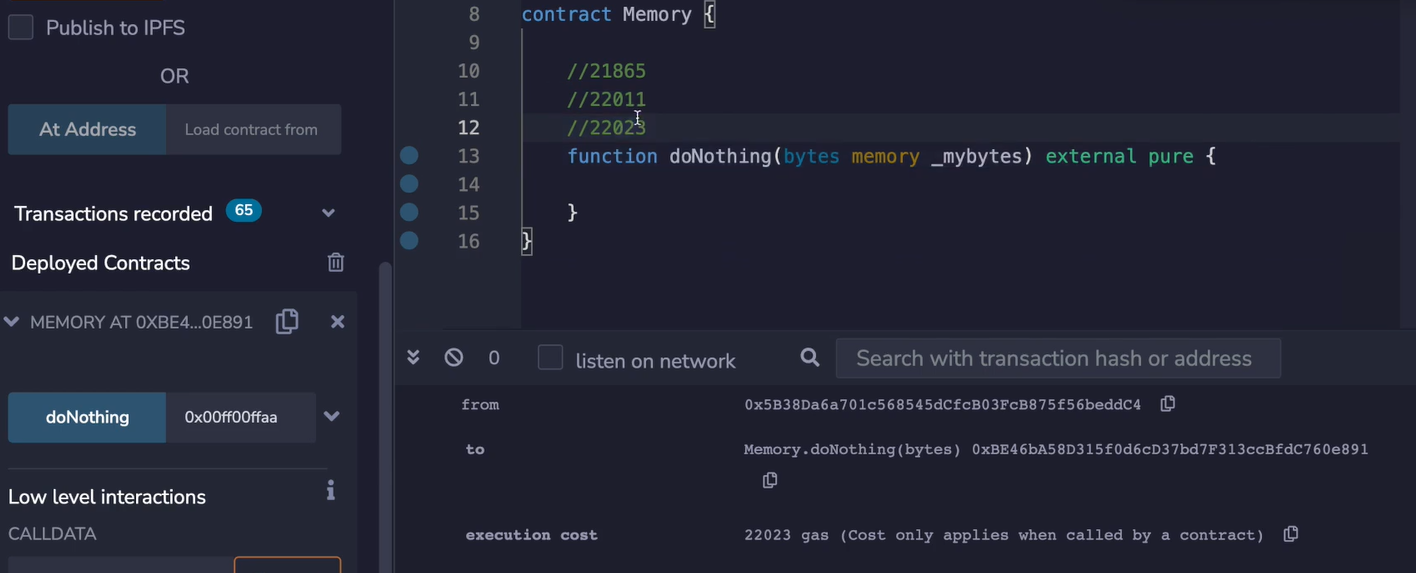 Publish to IPFS
OR
At Address Load contract from
Transactions recorded 65
Deployed Contracts
MEMORY AT 0XBE4...0E891
doNothing 0x00ff00ffaa
Low level interactions
CALLDATA
8 contract Memory {
9
10 //21865
11 //22011
12 //22023
13 function doNothing(bytes memory _mybytes) external pure {
14
15 }
16 }
0 listen on network Search with transaction hash or address
from 0x5B38Da6a701c568545dCfcB03FcB875f56beddC4
to Memory.doNothing(bytes) 0xBE46bA58D315f0d6cD37bd7F313ccBfdC760e891
execution cost 22023 gas (Cost only applies when called by a contract)